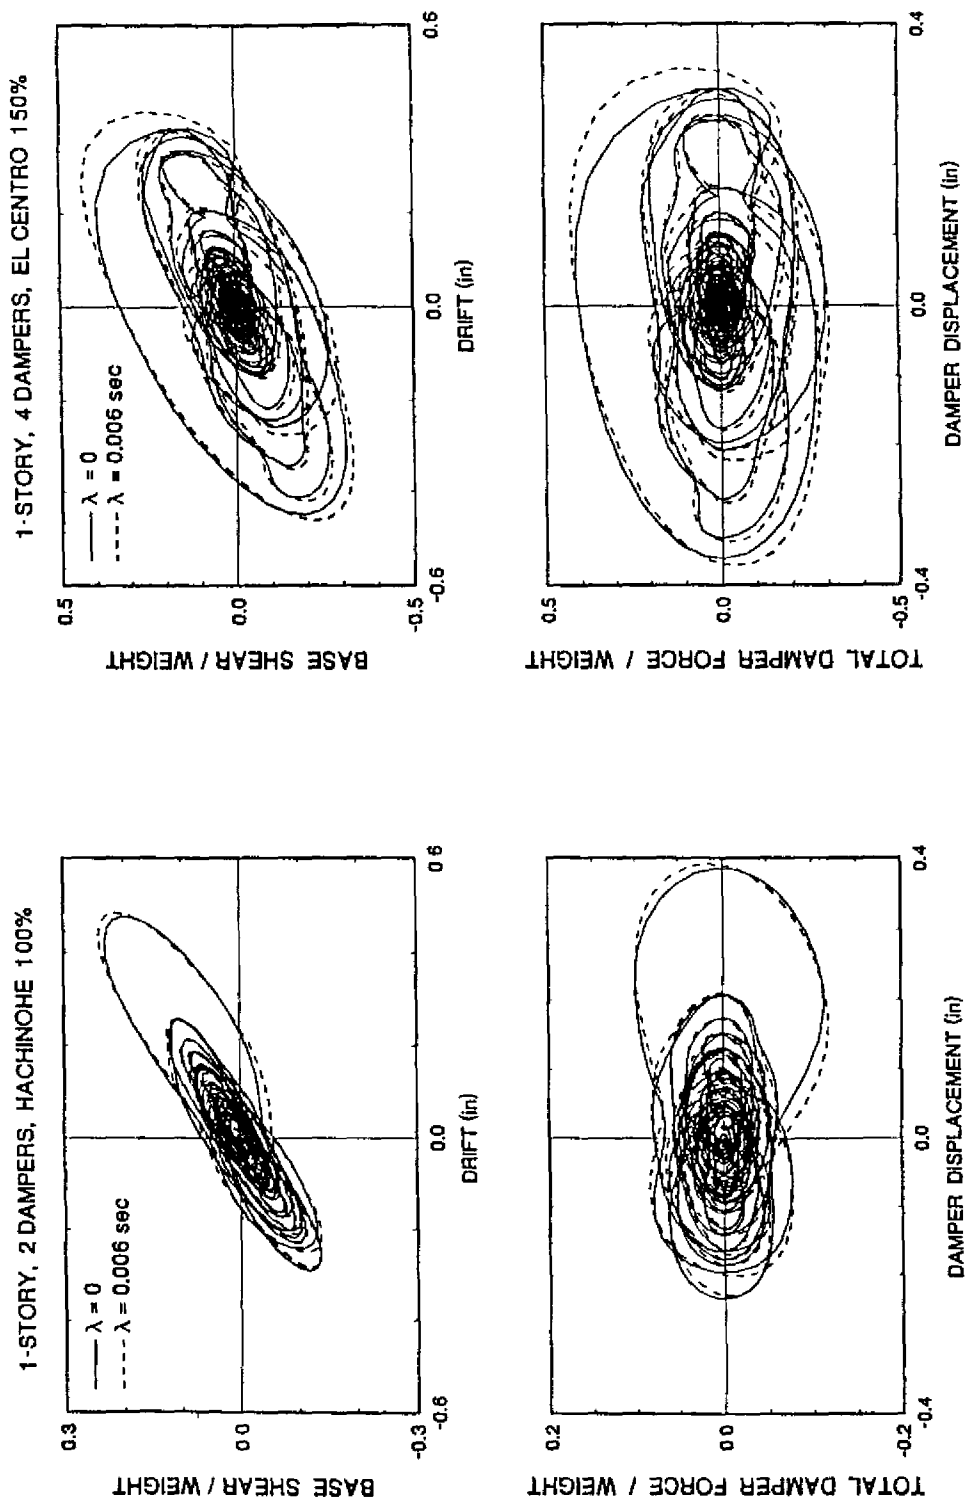 1-STORY, 4 DAMPERS, EL CENTRO 150%
0.5
0.0
-0.5
BASE SHEAR / WEIGHT
λ = 0
λ = 0.006 sec
-0.6
0.0
0.6
DRIFT (in)
0.5
0.0
-0.5
TOTAL DAMPER FORCE / WEIGHT
-0.4
0.0
0.4
DAMPER DISPLACEMENT (in)
1-STORY, 2 DAMPERS, HACHINOHE 100%
0.3
0 0
-0.3
BASE SHEAR / WEIGHT
λ = 0
λ = 0.006 sec
-0.6
0.0
0 6
DRIFT (in)
0.2
0 0
-0.2
TOTAL DAMPER FORCE / WEIGHT
-0.4
0.0
0.4
DAMPER DISPLACEMENT (in)